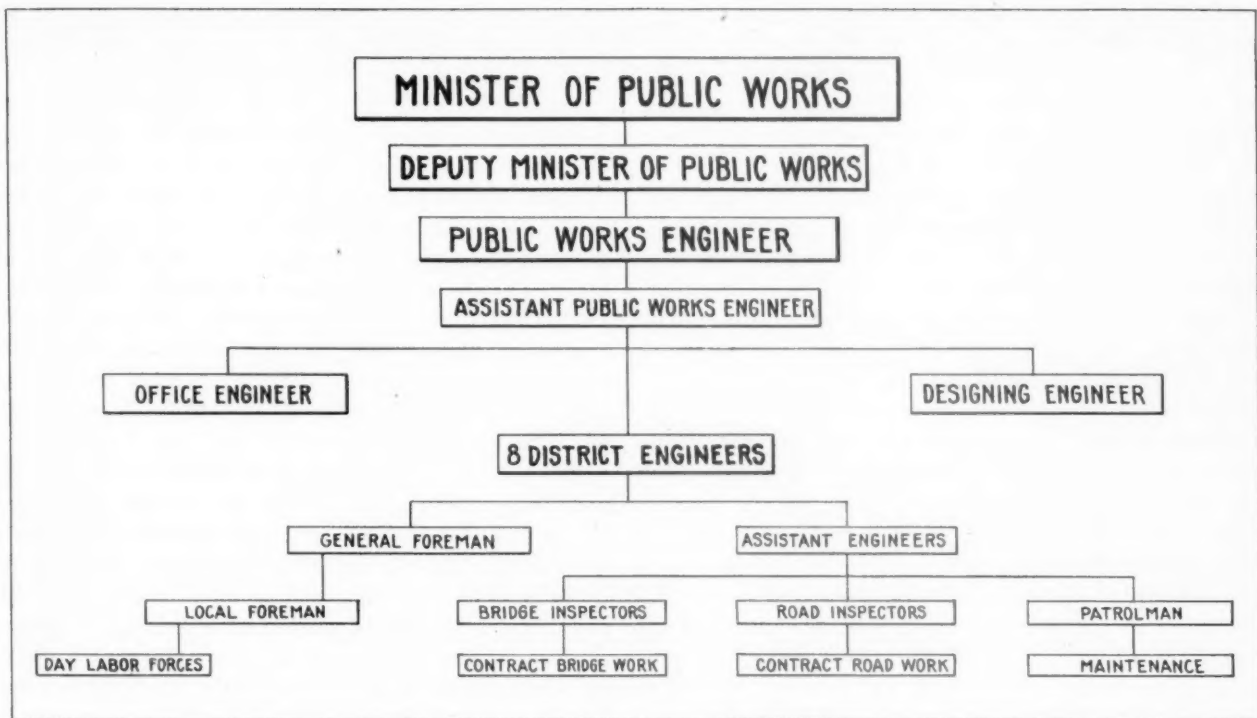 MINISTER OF PUBLIC WORKS
DEPUTY MINISTER OF PUBLIC WORKS
PUBLIC WORKS ENGINEER
ASSISTANT PUBLIC WORKS ENGINEER
OFFICE ENGINEER
DESIGNING ENGINEER
8 DISTRICT ENGINEERS
GENERAL FOREMAN
ASSISTANT ENGINEERS
LOCAL FOREMAN
BRIDGE INSPECTORS
ROAD INSPECTORS
PATROLMAN
DAY LABOR FORCES
CONTRACT BRIDGE WORK
CONTRACT ROAD WORK
MAINTENANCE